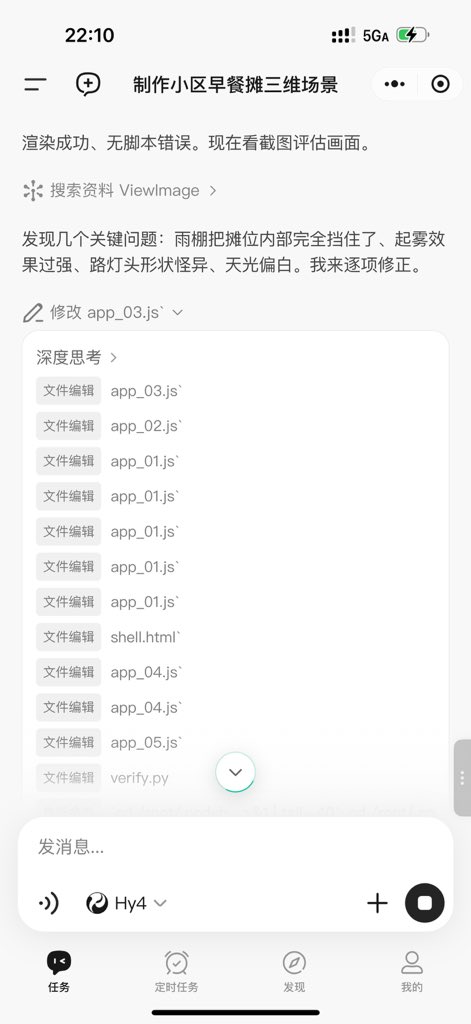 22:10
5GA
制作小区早餐摊三维场景
渲染成功、无脚本错误。现在看截图评估画面。
搜索资料 ViewImage
发现几个关键问题：雨棚把摊位内部完全挡住了、起雾效
果过强、路灯头形状怪异、天光偏白。我来逐项修正。
修改 app_03.js`
深度思考
文件编辑 app_03.js`
文件编辑 app_02.js`
文件编辑 app_01.js`
文件编辑 app_01.js`
文件编辑 app_01.js`
文件编辑 app_01.js`
文件编辑 app_01.js`
文件编辑 shell.html`
文件编辑 app_04.js`
文件编辑 app_04.js`
文件编辑 app_05.js`
文件编辑 verify.py
发消息...
Hy4
任务 定时任务 发现 我的